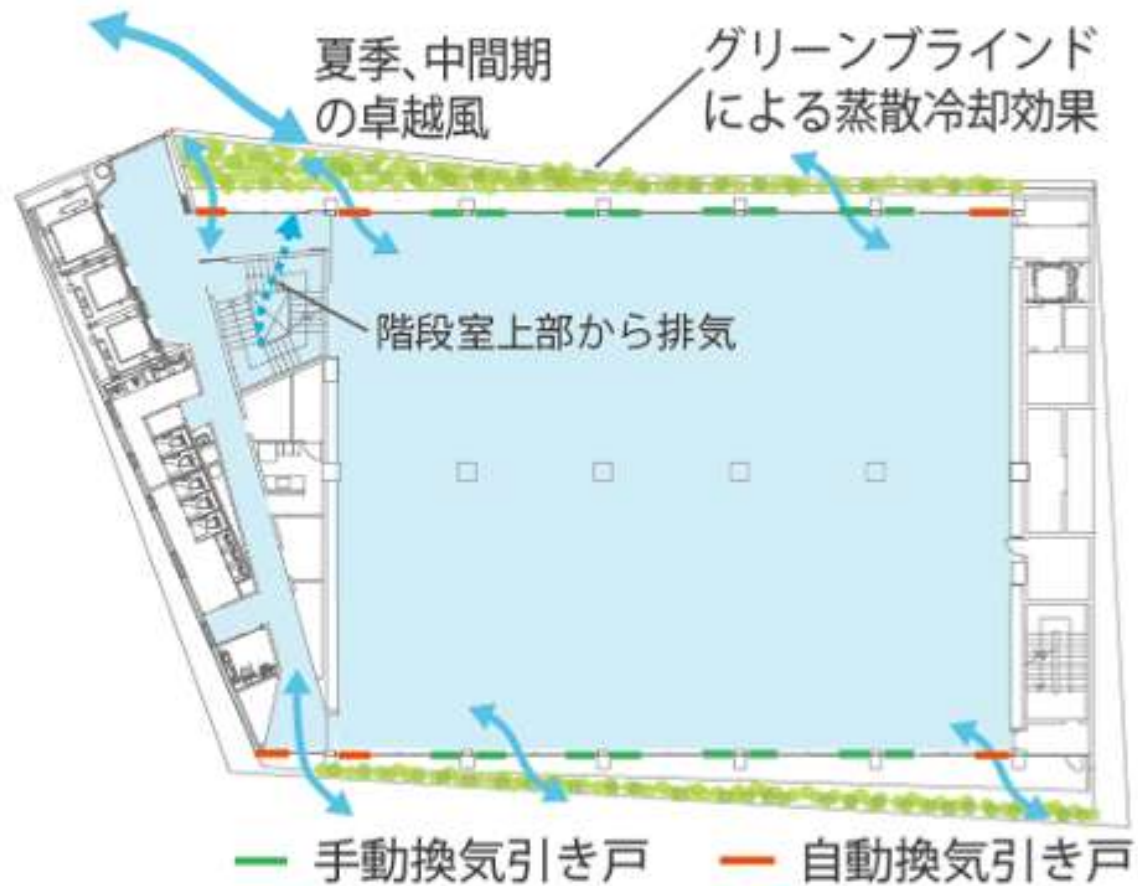 夏季、中間期
の卓越風
グリーンブラインド
による蒸散冷却効果
階段室上部から排気
手動換気引き戸
自動換気引き戸